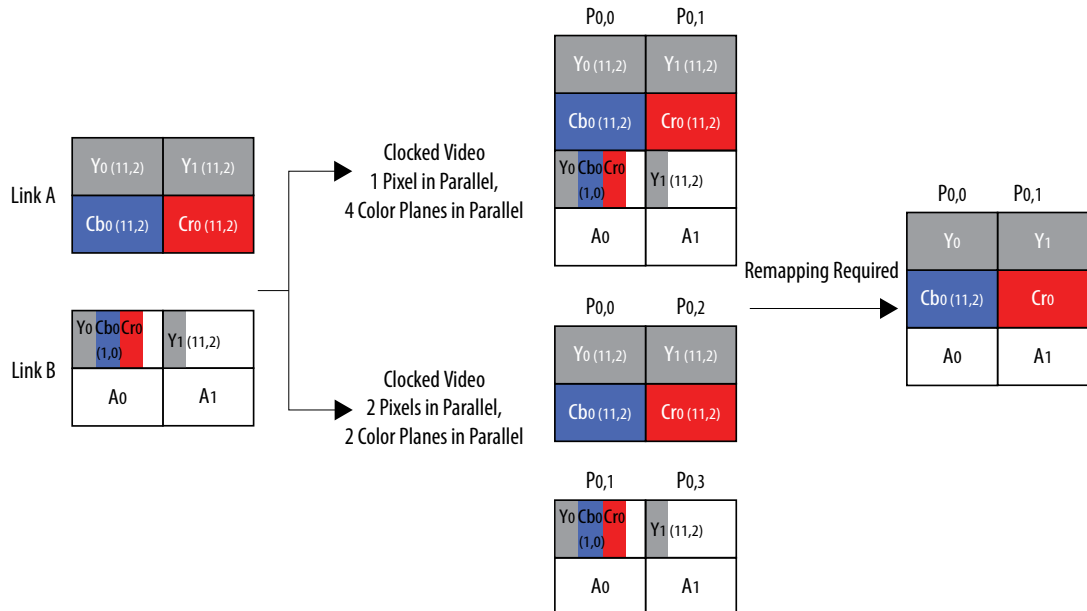 Link A
Y0 (11,2) Y1 (11,2)
Cb0 (11,2) Cr0 (11,2)
Link B
Y0 Cb0 Cr0 Y1 (11,2)
(1,0)
A0 A1
Clocked Video
1 Pixel in Parallel,
4 Color Planes in Parallel
Clocked Video
2 Pixels in Parallel,
2 Color Planes in Parallel
P0,0 P0,1
Y0 (11,2) Y1 (11,2)
Cb0 (11,2) Cr0 (11,2)
Y0 Cb0 Cr0 Y1 (11,2)
(1,0)
A0 A1
P0,0 P0,2
Y0 (11,2) Y1 (11,2)
Cb0 (11,2) Cr0 (11,2)
P0,1 P0,3
Y0 Cb0 Cr0 Y1 (11,2)
(1,0)
A0 A1
Remapping Required
P0,0 P0,1
Y0 Y1
Cb0 (11,2) Cr0
A0 A1